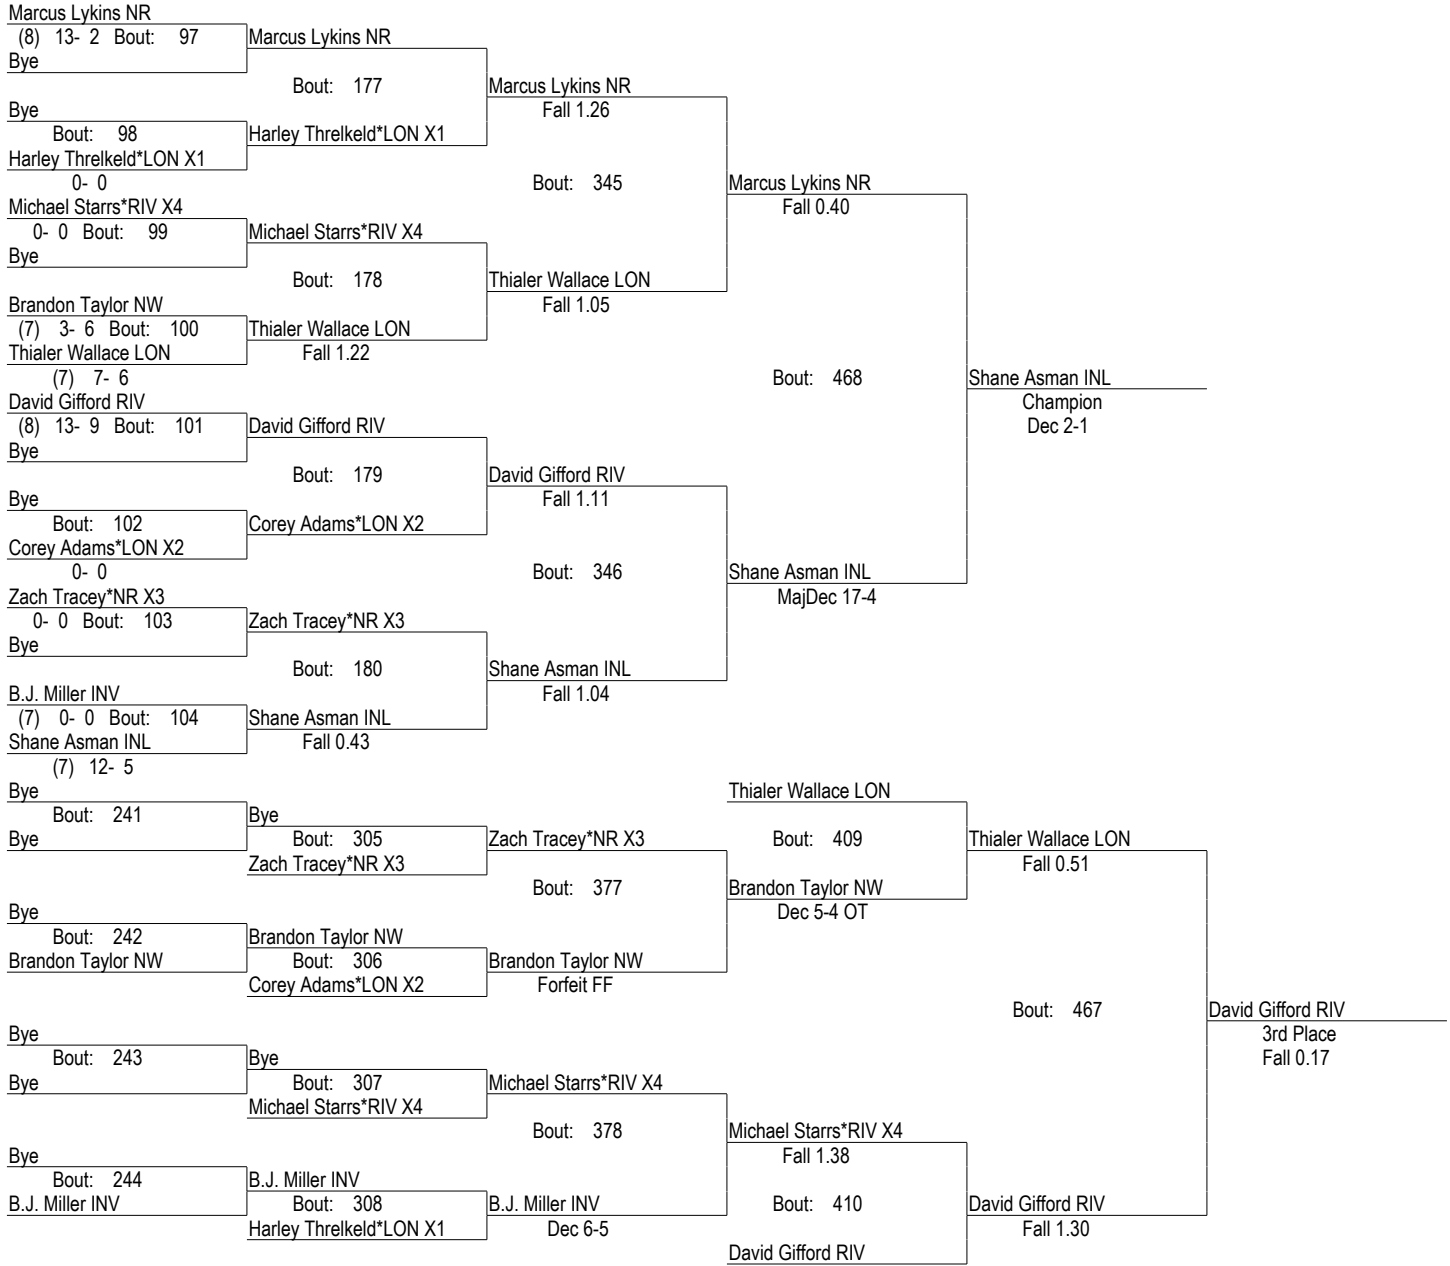 Marcus Lykins NR
(8) 13- 2 Bout: 97 Marcus Lykins NR
Bye
Bout: 177 Marcus Lykins NR
Bye Fall 1.26
Bout: 98 Harley Threlkeld*LON X1
Harley Threlkeld*LON X1
0- 0 Bout: 345 Marcus Lykins NR
Michael Starrs*RIV X4 Fall 0.40
0- 0 Bout: 99 Michael Starrs*RIV X4
Bye
Bout: 178 Thialer Wallace LON
Brandon Taylor NW Fall 1.05
(7) 3- 6 Bout: 100 Thialer Wallace LON
Thialer Wallace LON Fall 1.22
(7) 7- 6 Bout: 468 Shane Asman INL
David Gifford RIV Champion
(8) 13- 9 Bout: 101 David Gifford RIV Dec 2-1
Bye
Bout: 179 David Gifford RIV
Bye Fall 1.11
Bout: 102 Corey Adams*LON X2
Corey Adams*LON X2
0- 0 Bout: 346 Shane Asman INL
Zach Tracey*NR X3 MajDec 17-4
0- 0 Bout: 103 Zach Tracey*NR X3
Bye
Bout: 180 Shane Asman INL
B.J. Miller INV Fall 1.04
(7) 0- 0 Bout: 104 Shane Asman INL
Shane Asman INL Fall 0.43
(7) 12- 5
Bye Thialer Wallace LON
Bout: 241 Bye
Bye Bout: 305 Zach Tracey*NR X3 Bout: 409 Thialer Wallace LON
Zach Tracey*NR X3 Fall 0.51
Bout: 377 Brandon Taylor NW
Bye Dec 5-4 OT
Bout: 242 Brandon Taylor NW
Brandon Taylor NW Bout: 306 Brandon Taylor NW
Corey Adams*LON X2 Forfeit FF
Bout: 467 David Gifford RIV
Bye 3rd Place
Bout: 243 Bye Fall 0.17
Bye Bout: 307 Michael Starrs*RIV X4
Michael Starrs*RIV X4
Bout: 378 Michael Starrs*RIV X4
Bye Fall 1.38
Bout: 244 B.J. Miller INV
B.J. Miller INV Bout: 308 B.J. Miller INV Bout: 410 David Gifford RIV
Harley Threlkeld*LON X1 Dec 6-5 Fall 1.30
David Gifford RIV